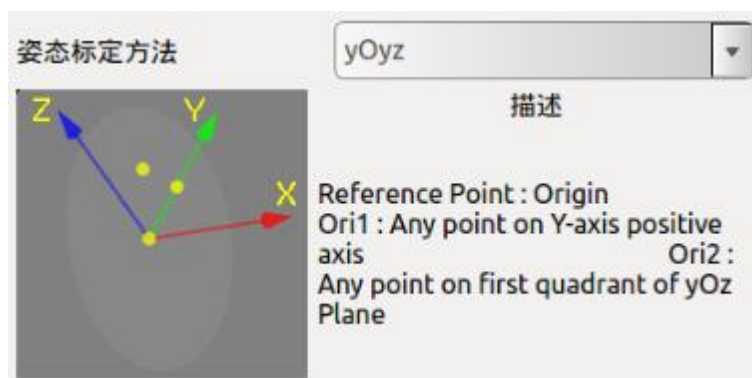 姿态标定方法
yOyz
Z
Y
X
描述
Reference Point : Origin
Ori1 : Any point on Y-axis positive
axis Ori2 :
Any point on first quadrant of yOz
Plane